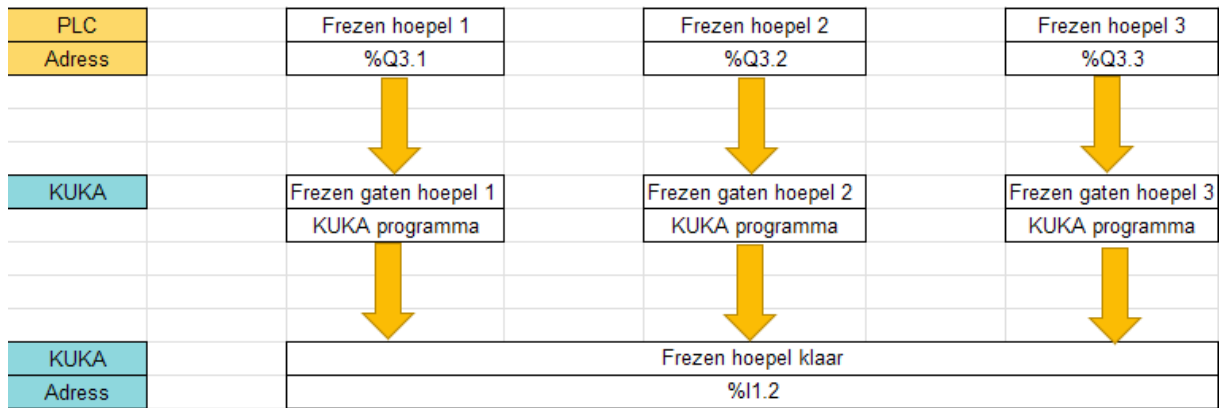 PLC Frezen hoepel 1 Frezen hoepel 2 Frezen hoepel 3
Adress %Q3.1 %Q3.2 %Q3.3
KUKA Frezen gaten hoepel 1 Frezen gaten hoepel 2 Frezen gaten hoepel 3
KUKA programma KUKA programma KUKA programma
KUKA Frezen hoepel klaar
Adress %I1.2